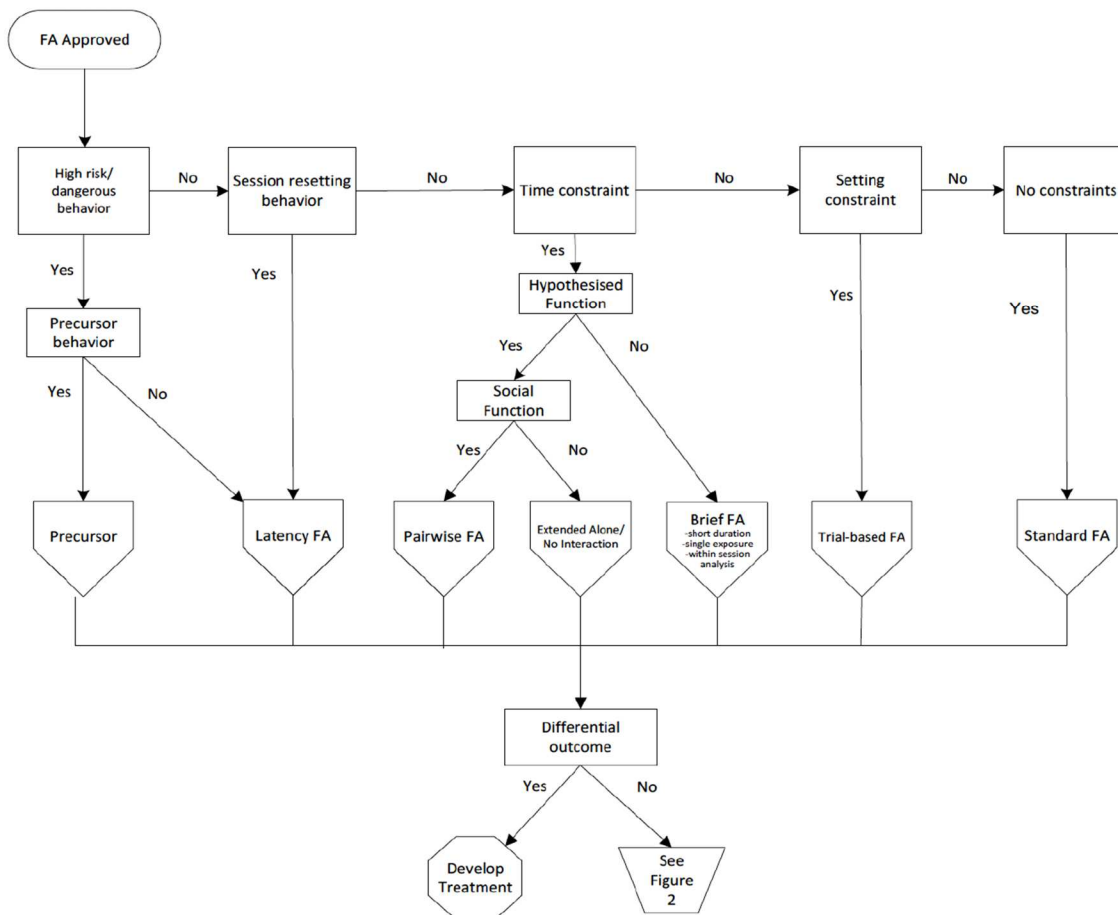 FA Approved
High risk/
dangerous
behavior
No
Session resetting
behavior
No
Time constraint
No
Setting
constraint
No
No constraints
Yes
Yes
Yes
Yes
Yes
Hypothesised
Function
Precursor
behavior
Yes
No
Yes
No
Social
Function
Yes
No
Precursor
Latency FA
Pairwise FA
Extended Alone/
No Interaction
Brief FA
-short duration
-single exposure
-within session
analysis
Trial-based FA
Standard FA
Differential
outcome
Yes
No
Develop
Treatment
See
Figure
2